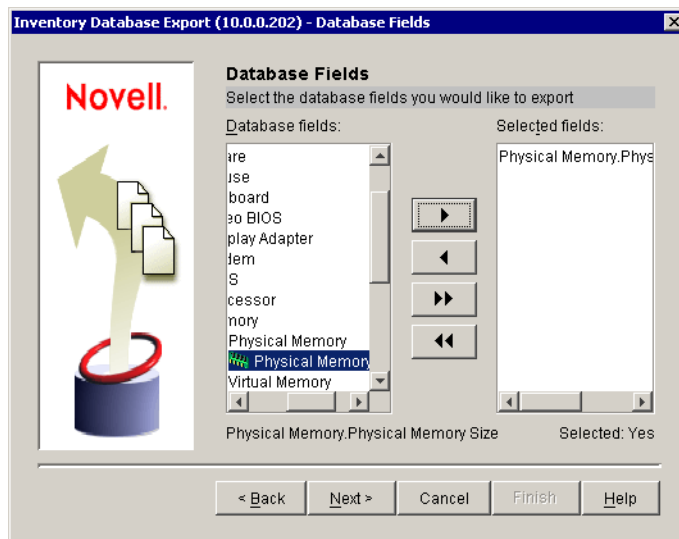 Inventory Database Export (10.0.0.202) - Database Fields
Novell.
Database Fields
Select the database fields you would like to export
Database fields:
Selected fields:
are
use
board
eo BIOS
play Adapter
dem
S
cessor
mory
Physical Memory
Physical Memory
Virtual Memory
Physical Memory.Phys
Physical Memory.Physical Memory Size
Selected: Yes
< Back
Next >
Cancel
Finish
Help